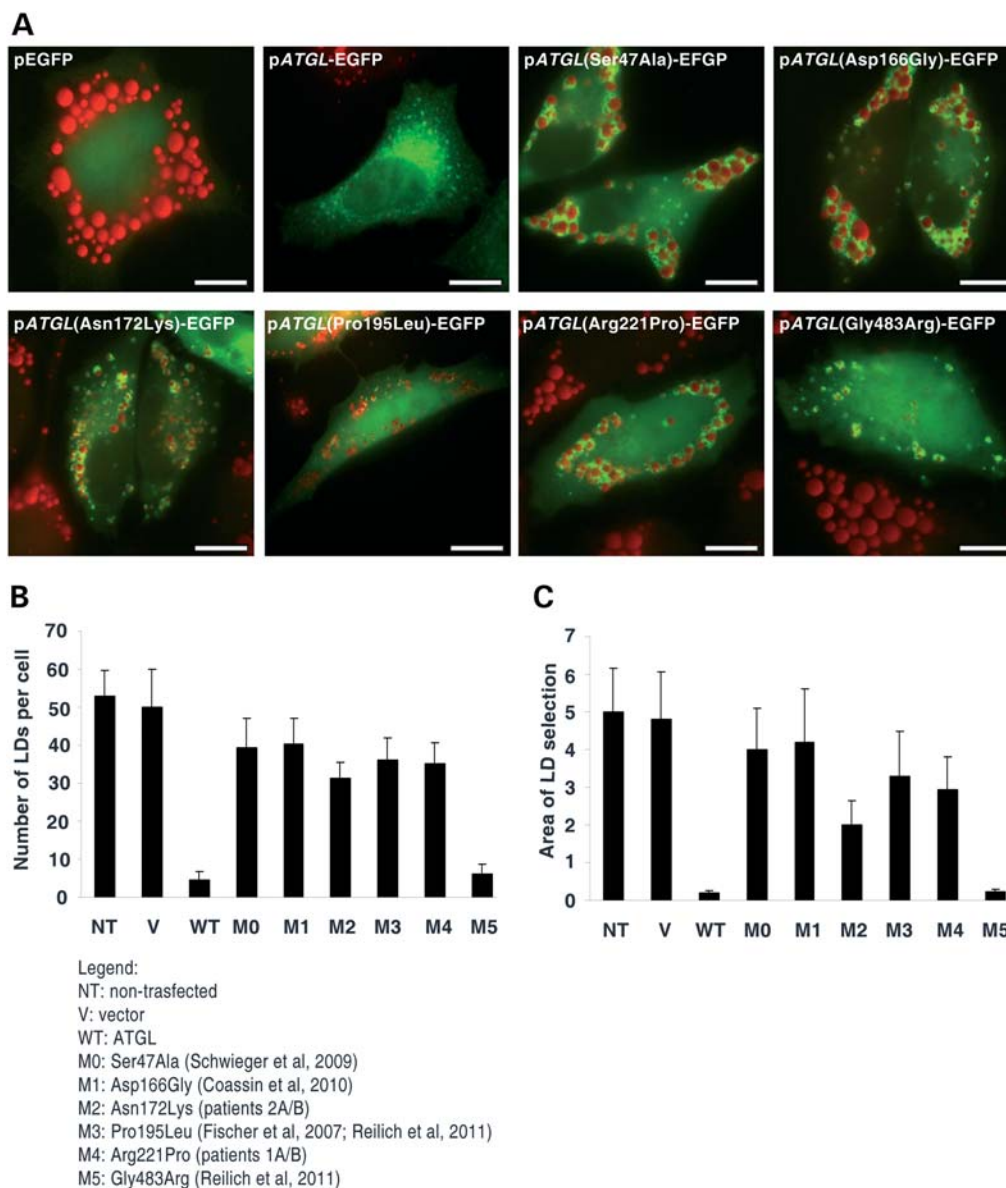 A
pEGFP
pATGL-EGFP
pATGL(Ser47Ala)-EFGP
pATGL(Asp166Gly)-EGFP
pATGL(Asn172Lys)-EGFP
pATGL(Pro195Leu)-EGFP
pATGL(Arg221Pro)-EGFP
pATGL(Gly483Arg)-EGFP
B
Number of LDs per cell
70
60
50
40
30
20
10
0
NT V WT M0 M1 M2 M3 M4 M5
C
Area of LD selection
7
6
5
4
3
2
1
0
NT V WT M0 M1 M2 M3 M4 M5
Legend:
NT: non-trasfected
V: vector
WT: ATGL
M0: Ser47Ala (Schwieger et al, 2009)
M1: Asp166Gly (Coassin et al, 2010)
M2: Asn172Lys (patients 2A/B)
M3: Pro195Leu (Fischer et al, 2007; Reilich et al, 2011)
M4: Arg221Pro (patients 1A/B)
M5: Gly483Arg (Reilich et al, 2011)